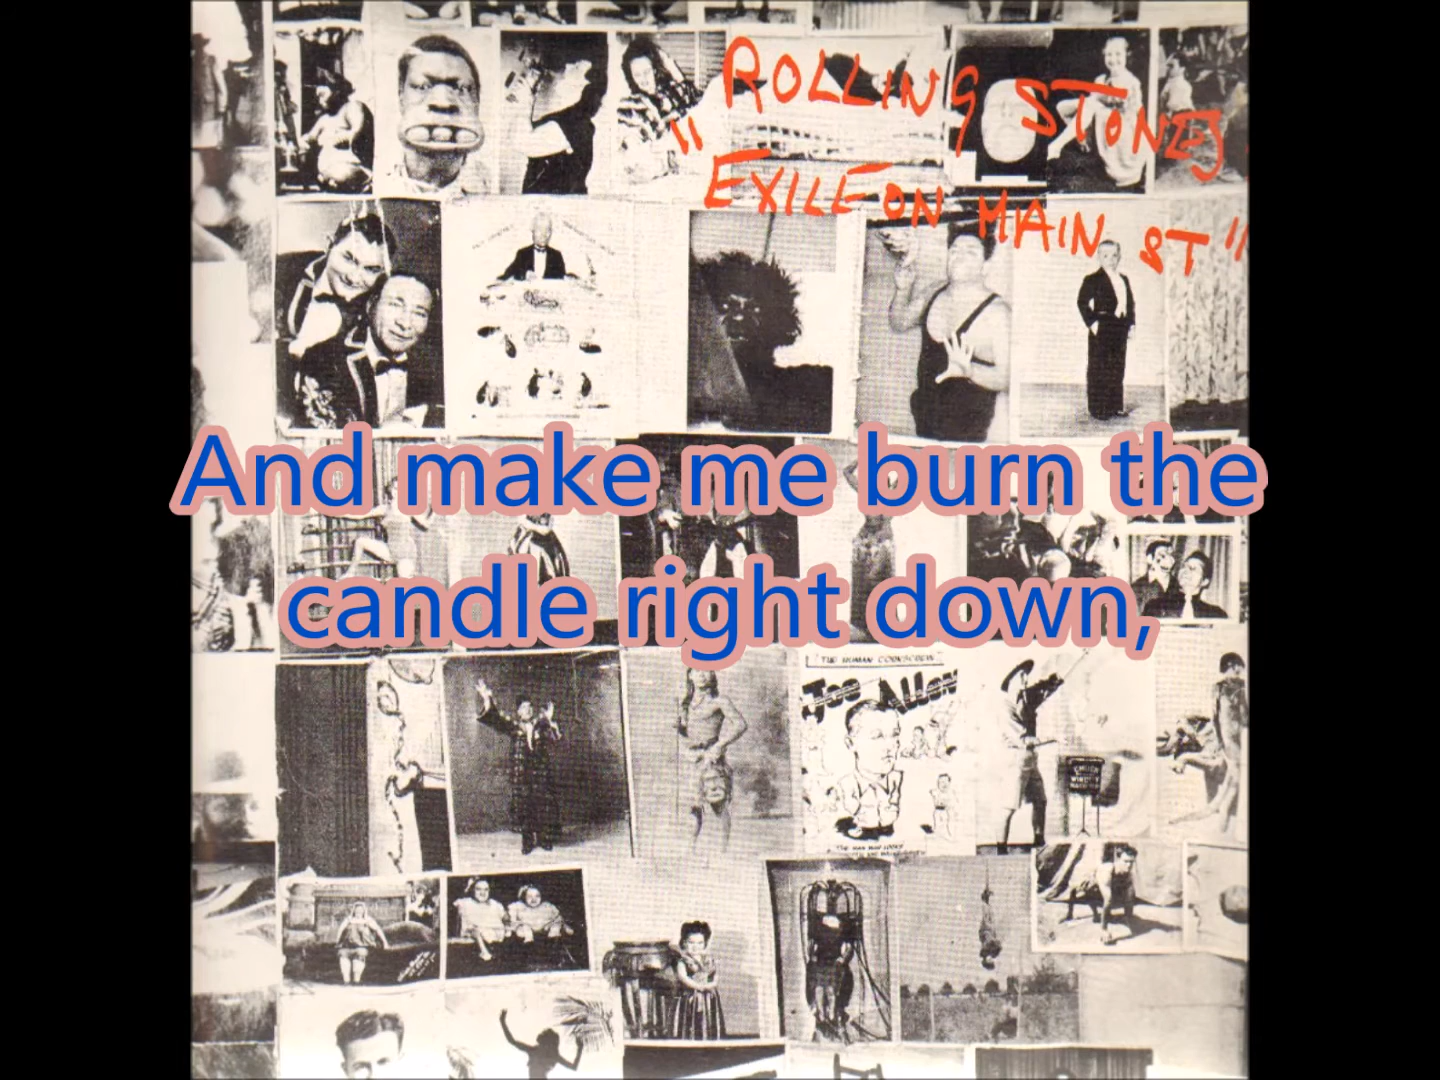 ROLLING STONES
"EXILE ON MAIN ST"
And make me burn the
candle right down,
"THE HUMAN CORKSCREW"
JOE ALLEN